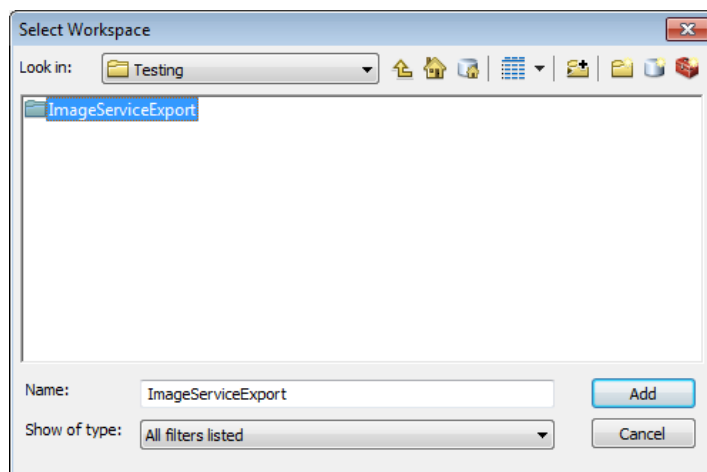 Select Workspace
Look in: Testing
ImageServiceExport
Name: ImageServiceExport
Add
Show of type: All filters listed
Cancel